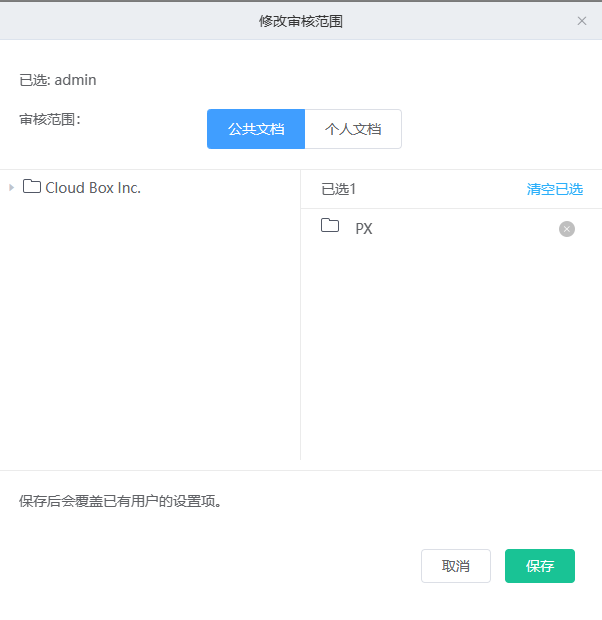 修改审核范围
已选: admin
审核范围：
公共文档
个人文档
Cloud Box Inc.
已选1
清空已选
PX
保存后会覆盖已有用户的设置项。
取消
保存